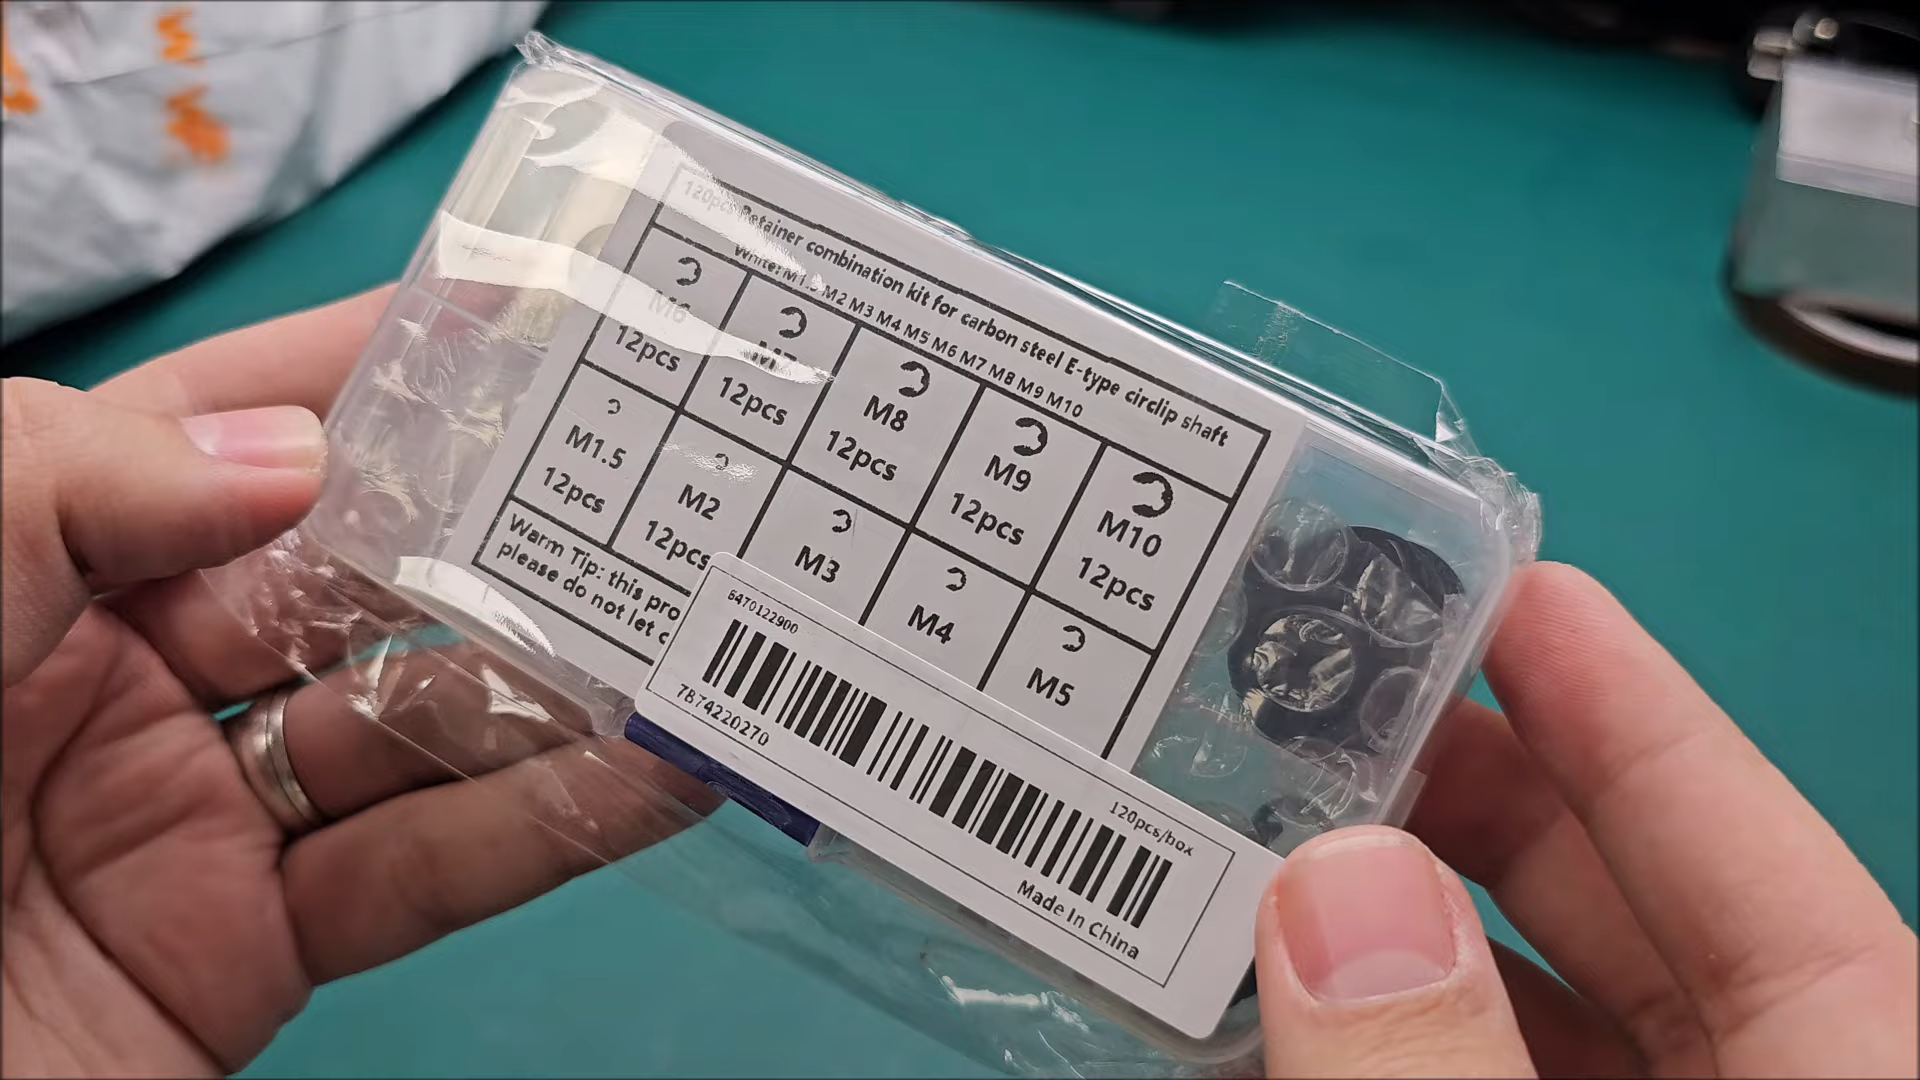 120pcs Retainer combination kit for carbon steel E-type circlip shaft
White: M1.5 M2 M3 M4 M5 M6 M7 M8 M9 M10
M6
12pcs
M7
12pcs
M8
12pcs
M9
12pcs
M10
12pcs
M1.5
12pcs
M2
12pcs
M3
M4
M5
Warm Tip: this pro
please do not let c
6470122900
7874220270
120pcs/box
Made In China